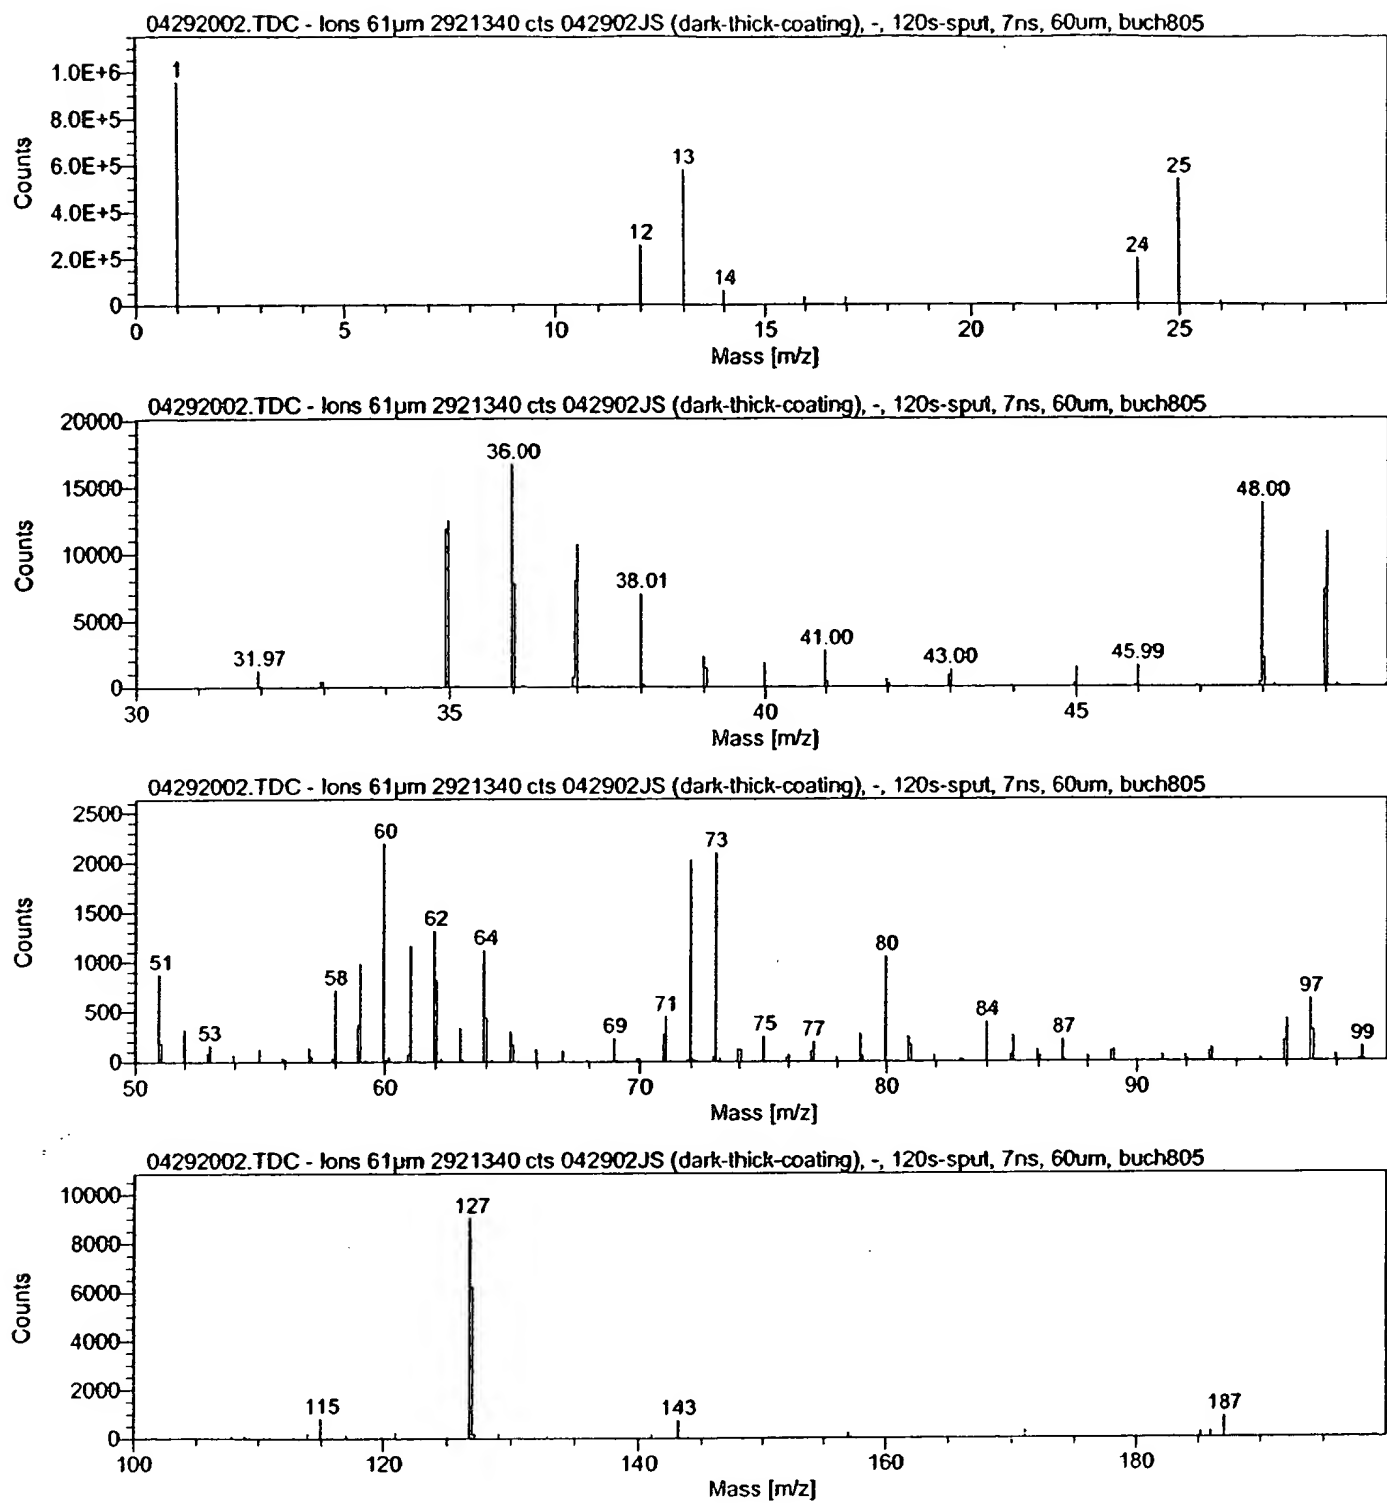 04292002.TDC - Ions 61µm 2921340 cts 042902JS (dark-thick-coating), -, 120s-sput, 7ns, 60um, buch805
Counts
1.0E+6
8.0E+5
6.0E+5
4.0E+5
2.0E+5
0
1
12
13
14
24
25
0 5 10 15 20 25
Mass [m/z]
04292002.TDC - Ions 61µm 2921340 cts 042902JS (dark-thick-coating), -, 120s-sput, 7ns, 60um, buch805
Counts
20000
15000
10000
5000
0
31.97
36.00
38.01
41.00
43.00
45.99
48.00
30 35 40 45
Mass [m/z]
04292002.TDC - Ions 61µm 2921340 cts 042902JS (dark-thick-coating), -, 120s-sput, 7ns, 60um, buch805
Counts
2500
2000
1500
1000
500
0
51
53
58
60
62
64
69
71
73
75
77
80
84
87
97
99
50 60 70 80 90
Mass [m/z]
04292002.TDC - Ions 61µm 2921340 cts 042902JS (dark-thick-coating), -, 120s-sput, 7ns, 60um, buch805
Counts
10000
8000
6000
4000
2000
0
115
127
143
187
100 120 140 160 180
Mass [m/z]